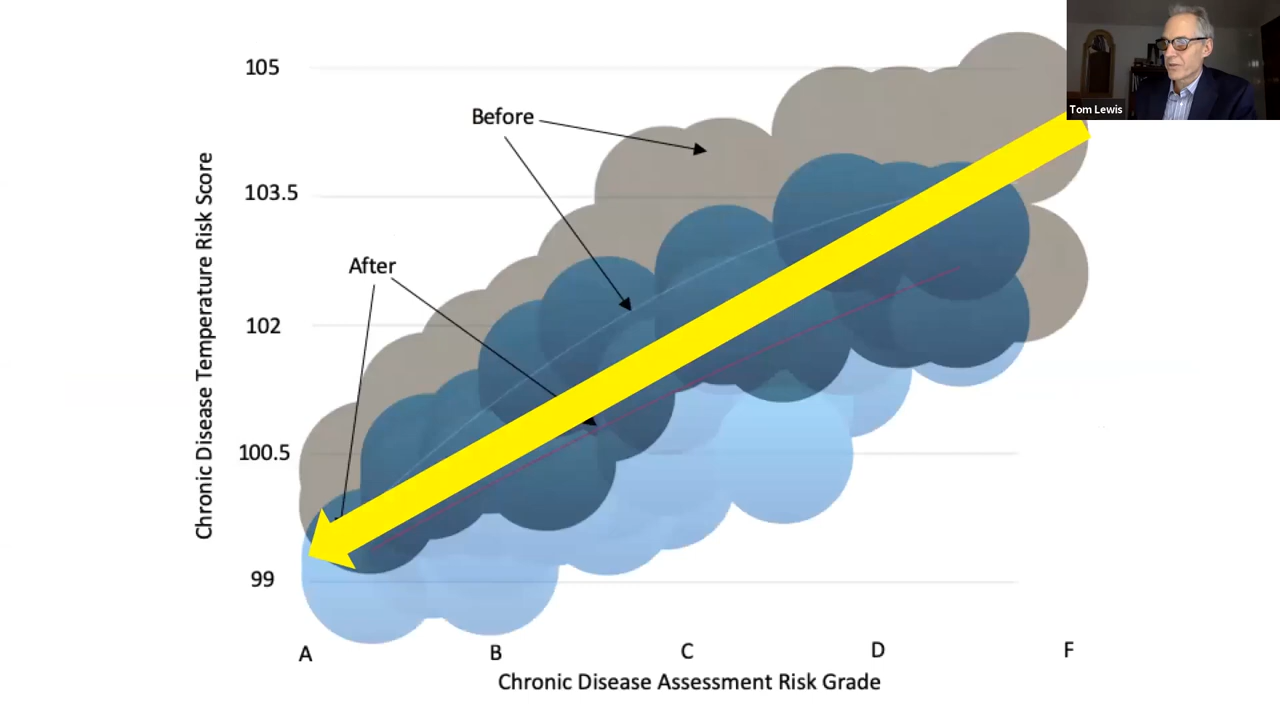 105
Tom Lewis
Before
103.5
After
102
Chronic Disease Temperature Risk Score
100.5
99
A B C D F
Chronic Disease Assessment Risk Grade